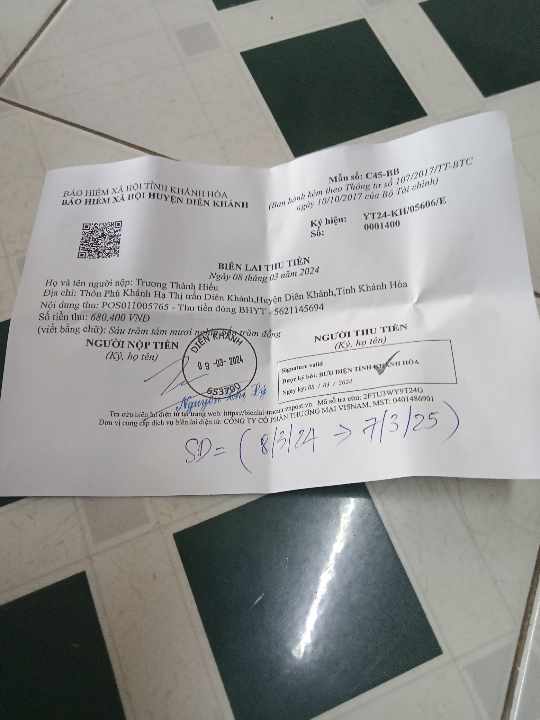 BẢO HIỂM XÃ HỘI TỈNH KHÁNH HÒA
BẢO HIỂM XÃ HỘI HUYỆN DIÊN KHÁNH
Mẫu số: C45-BB
(Ban hành kèm theo Thông tư số 107/2017/TT-BTC
ngày 10/10/2017 của Bộ Tài chính)
Ký hiệu: YT24-KH/05606/E
Số: 0001400
BIÊN LAI THU TIỀN
Ngày 08 tháng 03 năm 2024
Họ và tên người nộp: Trương Thành Hiếu
Địa chỉ: Thôn Phú Khánh Hạ Thị trấn Diên Khánh,Huyện Diên Khánh,Tỉnh Khánh Hòa
Nội dung thu: POS011005765 - Thu tiền đóng BHYT - 5621145694
Số tiền thu: 680,400 VNĐ
(viết bằng chữ): Sáu trăm tám mươi nghìn bốn trăm đồng
NGƯỜI NỘP TIỀN
(Ký, họ tên)
NGƯỜI THU TIỀN
(Ký, họ tên)
DIÊN KHÁNH
09-03-2024
653790
Signature valid
Được ký bởi: BƯU ĐIỆN TỈNH KHÁNH HÒA
Ngày ký: 08/03/2024
Nguyễn
Tra cứu biên lai điện tử tại trang web: Mã số tra cứu: 2FTU3WY9T24Q
Đơn vị cung cấp dịch vụ biên lai điện tử: CÔNG TY CỔ PHẦN THƯƠNG MẠI VISNAM, MST: 0401486901
SD= (8/3/24 → 7/3/25)